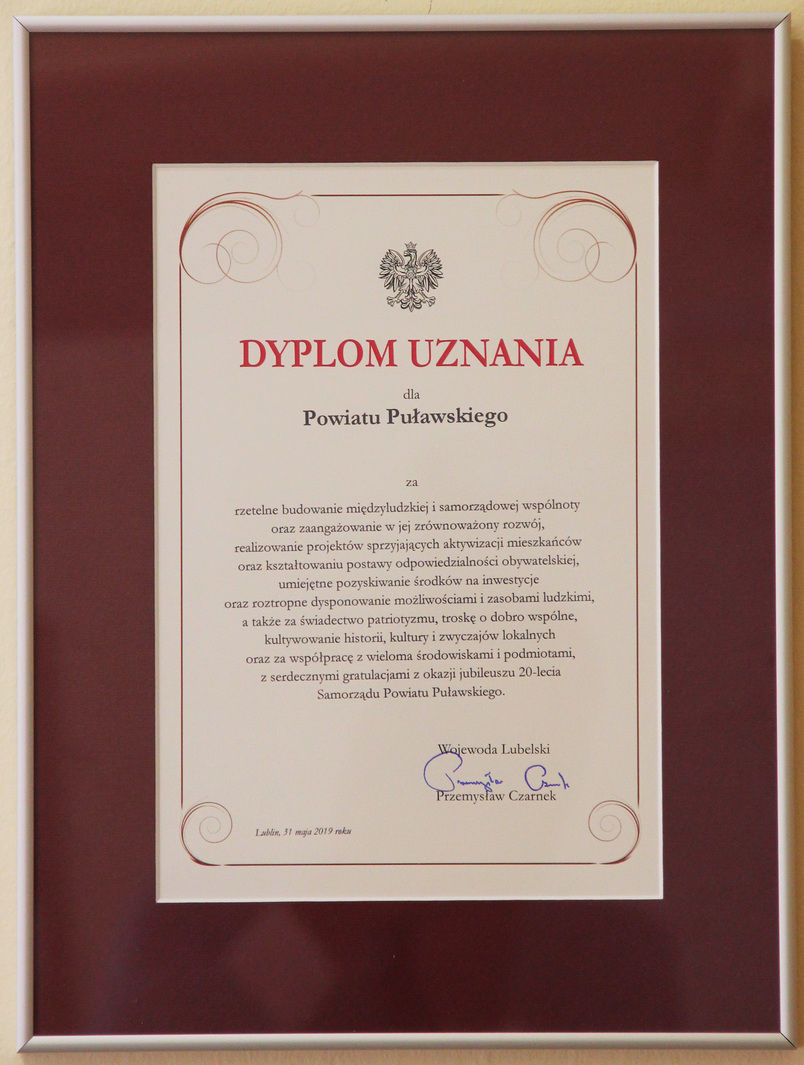 DYPLOM UZNANIA
dla
Powiatu Puławskiego
za
rzetelne budowanie międzyludzkiej i samorządowej wspólnoty
oraz zaangażowanie w jej zrównoważony rozwój,
realizowanie projektów sprzyjających aktywizacji mieszkańców
oraz kształtowaniu postawy odpowiedzialności obywatelskiej,
umiejętne pozyskiwanie środków na inwestycje
oraz roztropne dysponowanie możliwościami i zasobami ludzkimi,
a także za świadectwo patriotyzmu, troskę o dobro wspólne,
kultywowanie historii, kultury i zwyczajów lokalnych
oraz za współpracę z wieloma środowiskami i podmiotami,
z serdecznymi gratulacjami z okazji jubileuszu 20-lecia
Samorządu Powiatu Puławskiego.
Wojewoda Lubelski
Przemysław Czarnek
Przemysław Czarnek
Lublin, 31 maja 2019 roku